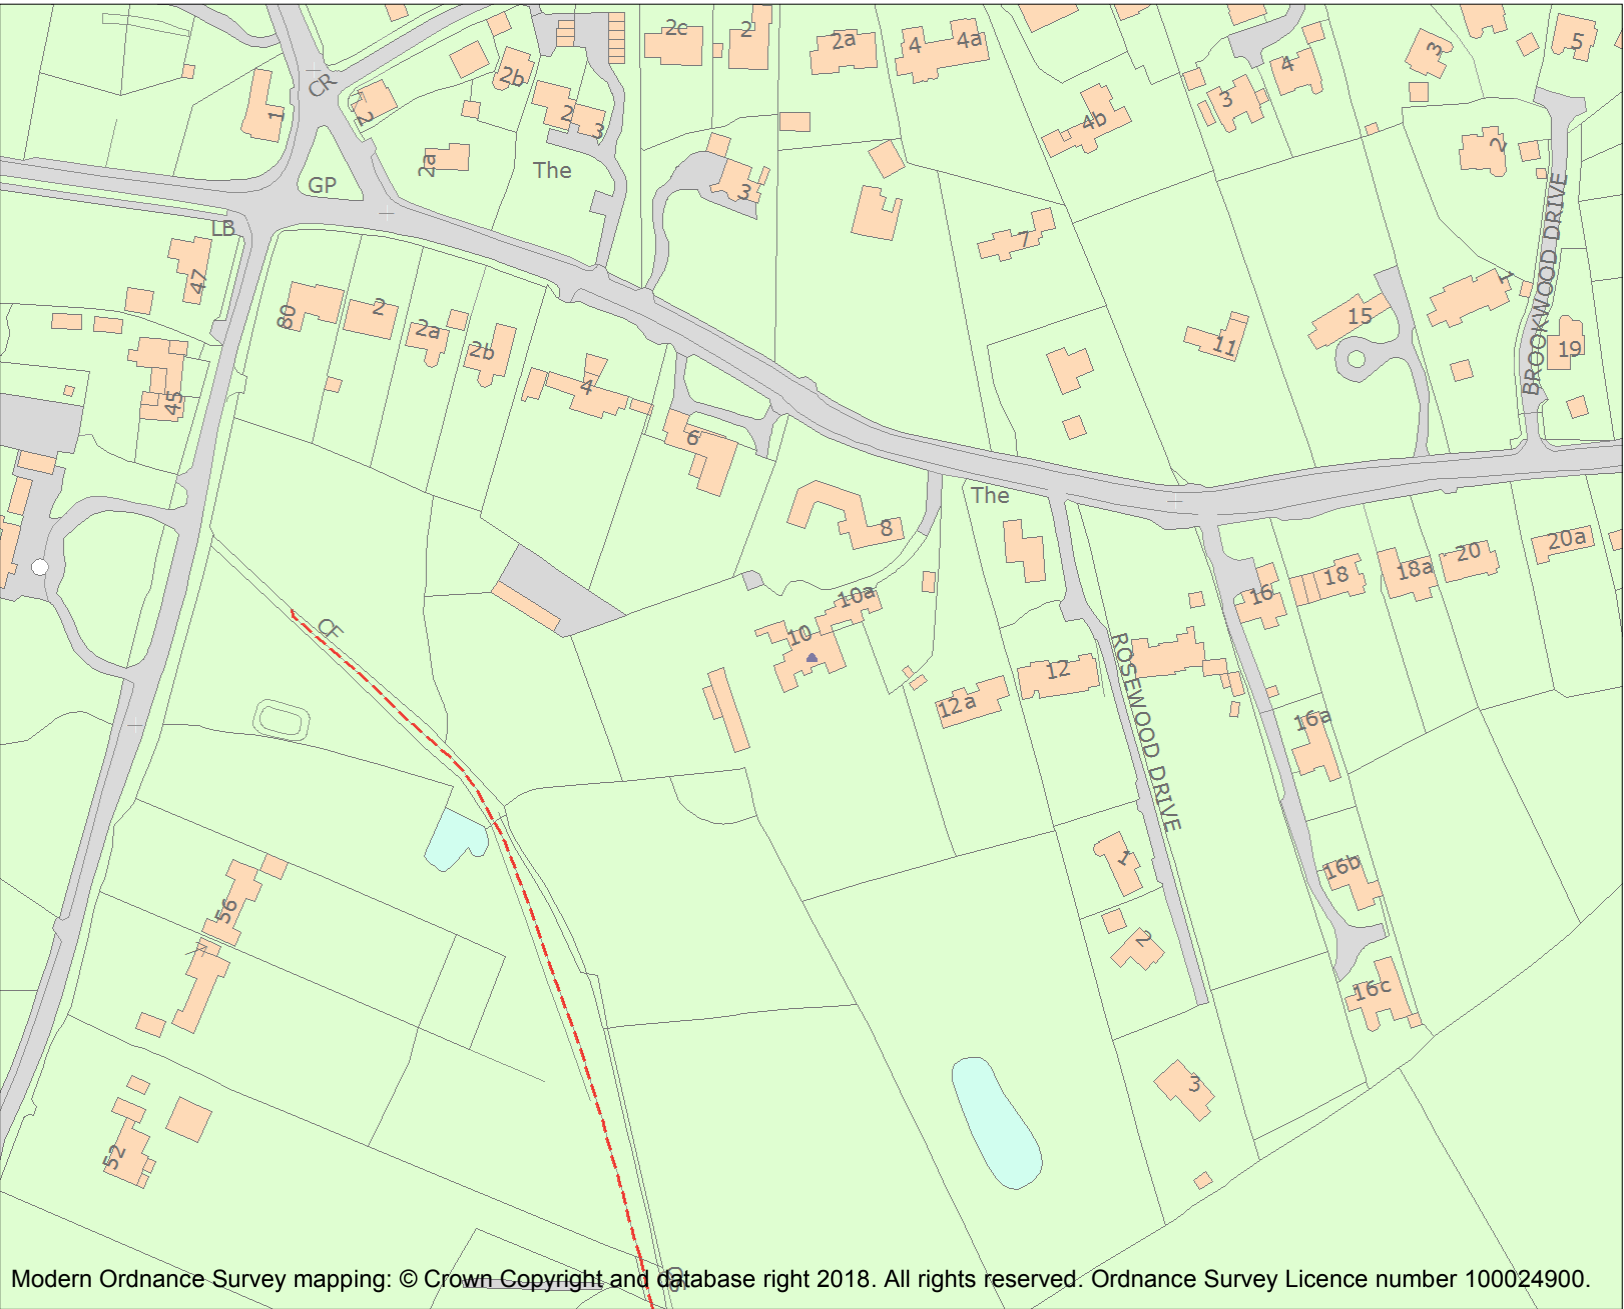 2c
2
2a
4
4a
3
5
CR
2b
4
1
2
2
3
3
4b
2
2a
The
GP
3
LB
7
47
80
2
2a
2b
15
1
11
19
BROOKWOOD DRIVE
45
4
6
The
8
20a
20
18a
18
16
10a
CF
10
12
12a
ROSEWOOD DRIVE
16a
1
16b
56
2
16c
3
52
Modern Ordnance Survey mapping: © Crown Copyright and database right 2018. All rights reserved. Ordnance Survey Licence number 100024900.